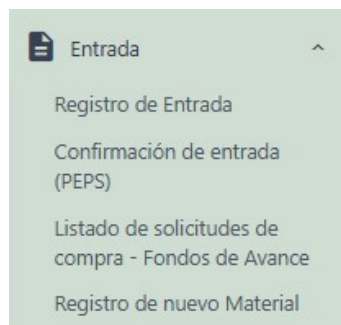 Entrada
Registro de Entrada
Confirmación de entrada
(PEPS)
Listado de solicitudes de
compra - Fondos de Avance
Registro de nuevo Material